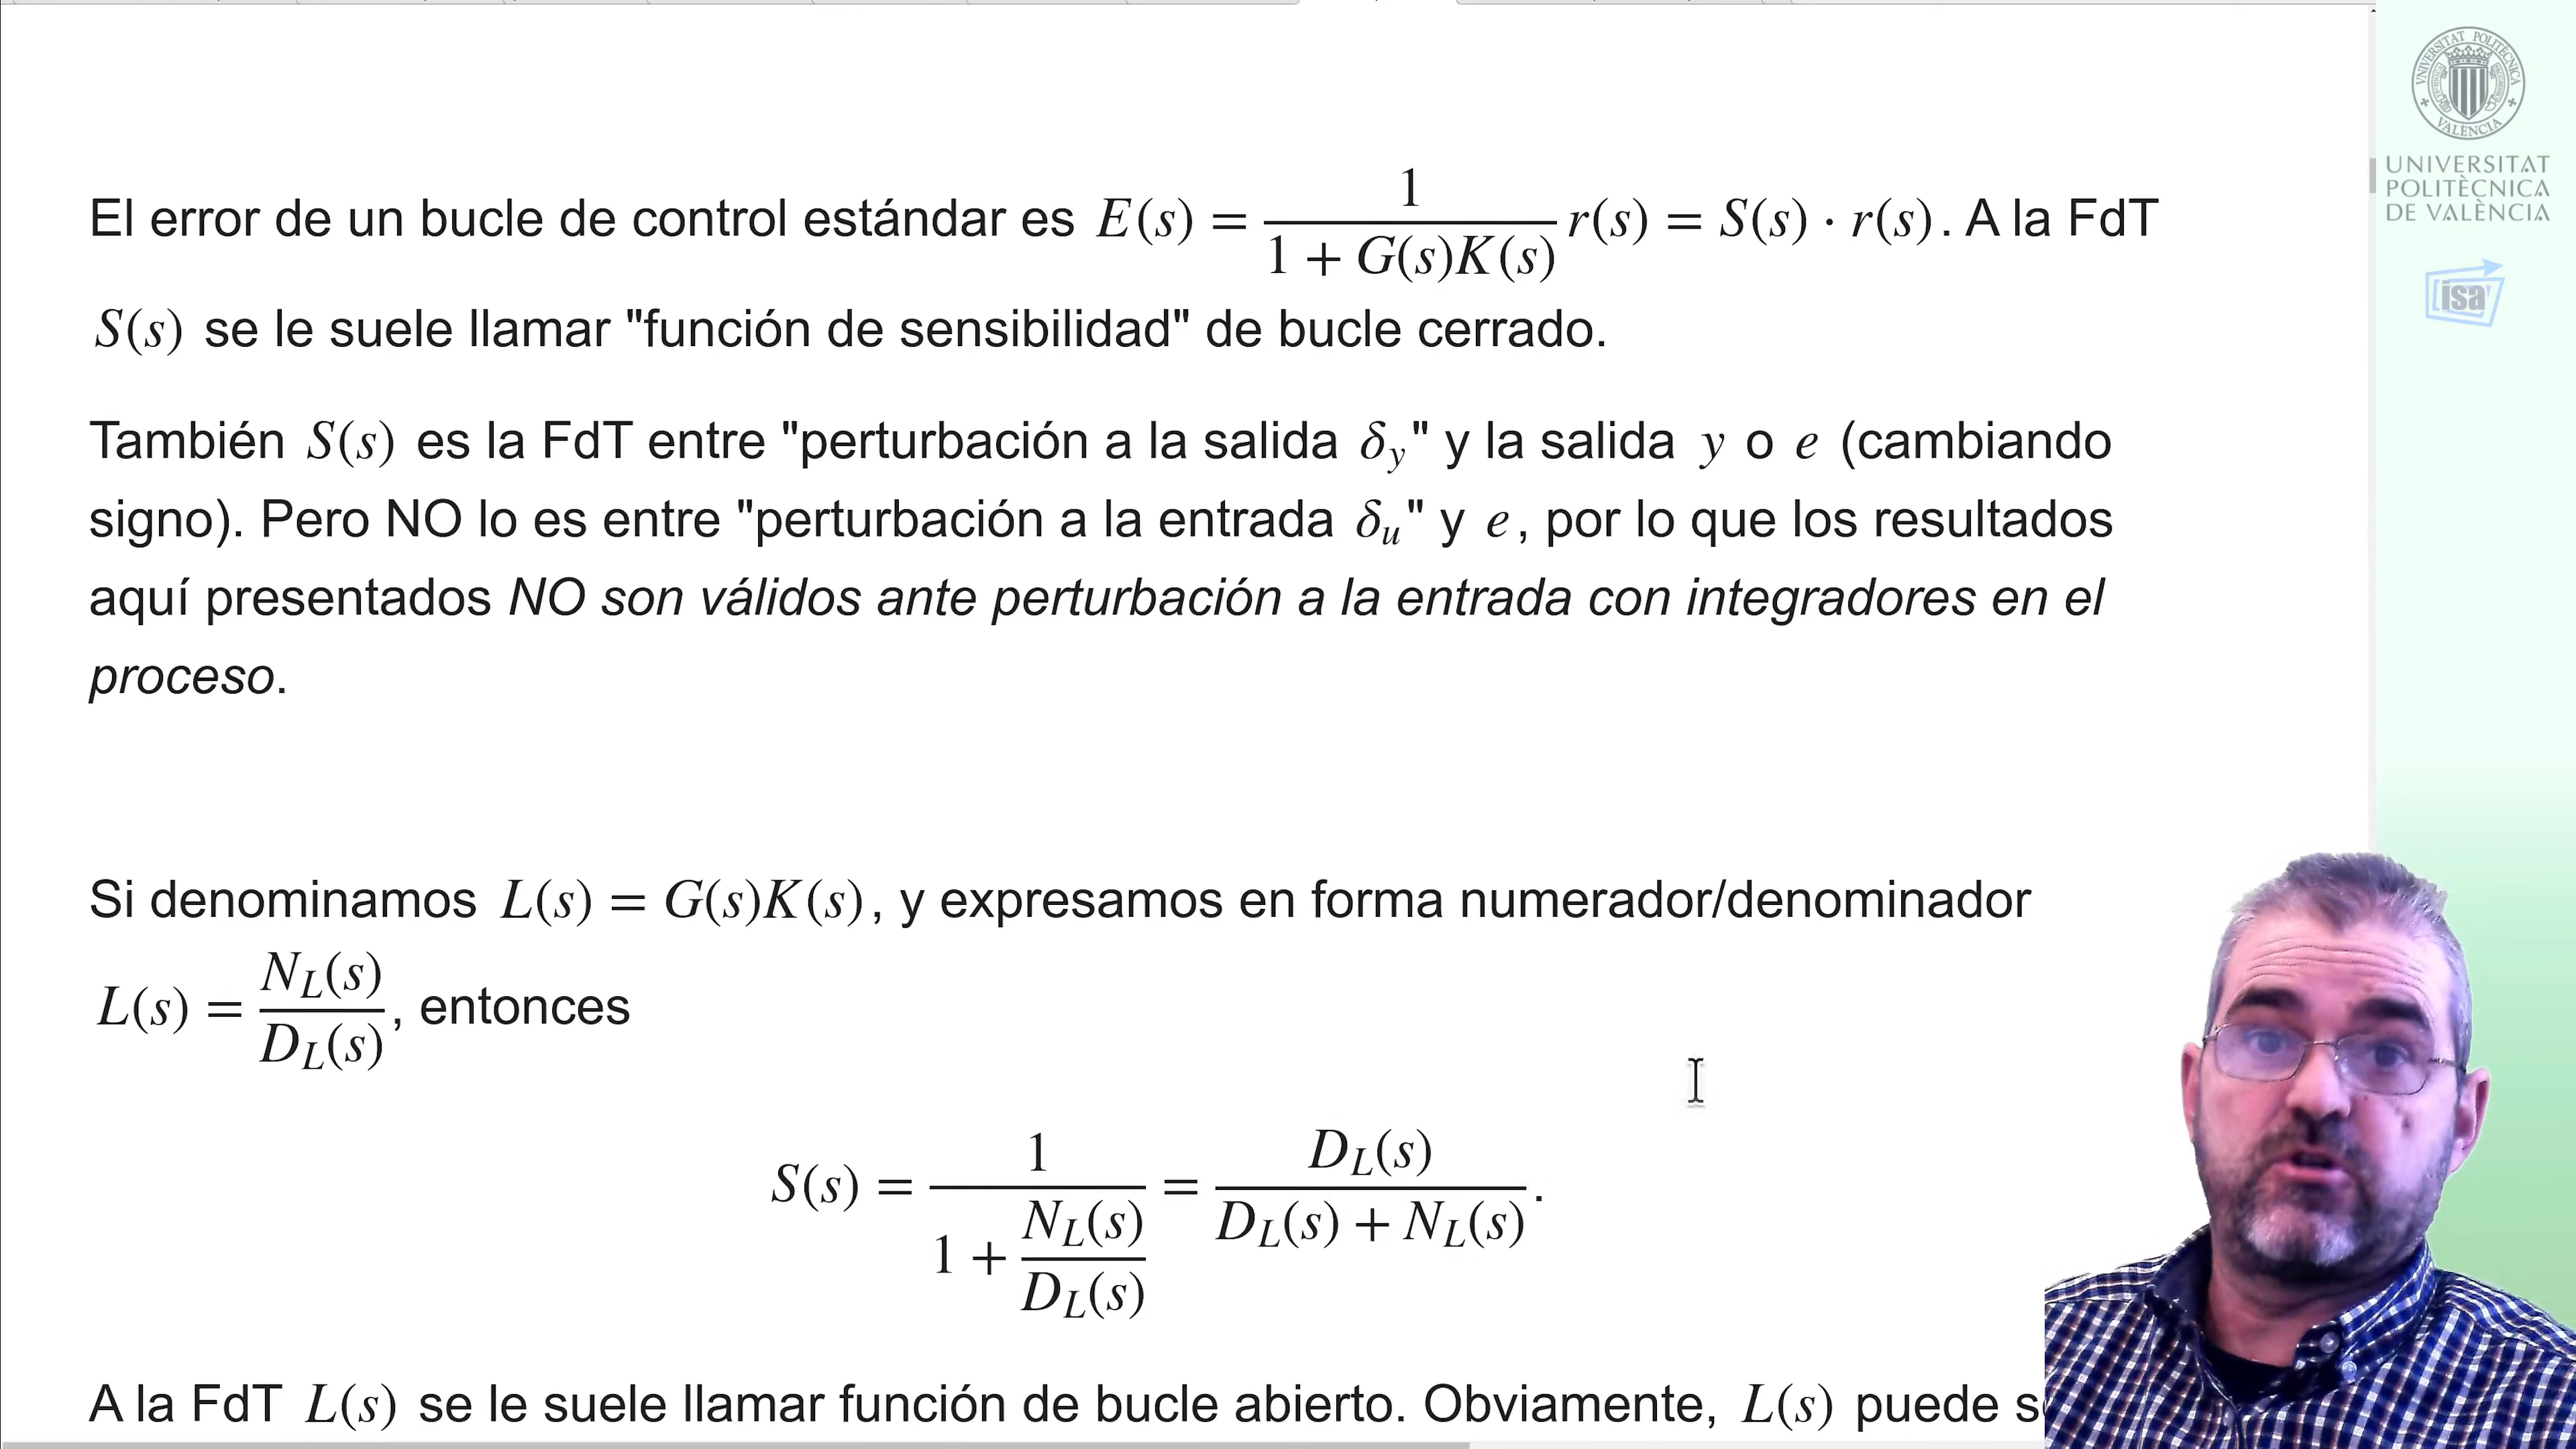 El error de un bucle de control estándar es E(s) = 1 / (1 + G(s)K(s)) r(s) = S(s) · r(s). A la FdT
S(s) se le suele llamar "función de sensibilidad" de bucle cerrado.
También S(s) es la FdT entre "perturbación a la salida δ_y" y la salida y o e (cambiando
signo). Pero NO lo es entre "perturbación a la entrada δ_u" y e, por lo que los resultados
aquí presentados NO son válidos ante perturbación a la entrada con integradores en el
proceso.
Si denominamos L(s) = G(s)K(s), y expresamos en forma numerador/denominador
L(s) = N_L(s) / D_L(s), entonces
S(s) = 1 / (1 + N_L(s) / D_L(s)) = D_L(s) / (D_L(s) + N_L(s)).
A la FdT L(s) se le suele llamar función de bucle abierto. Obviamente, L(s) puede
UNIVERSITAT POLITÈCNICA
VALÈNCIA
UNIVERSITAT
POLITÈCNICA
DE VALÈNCIA
isa